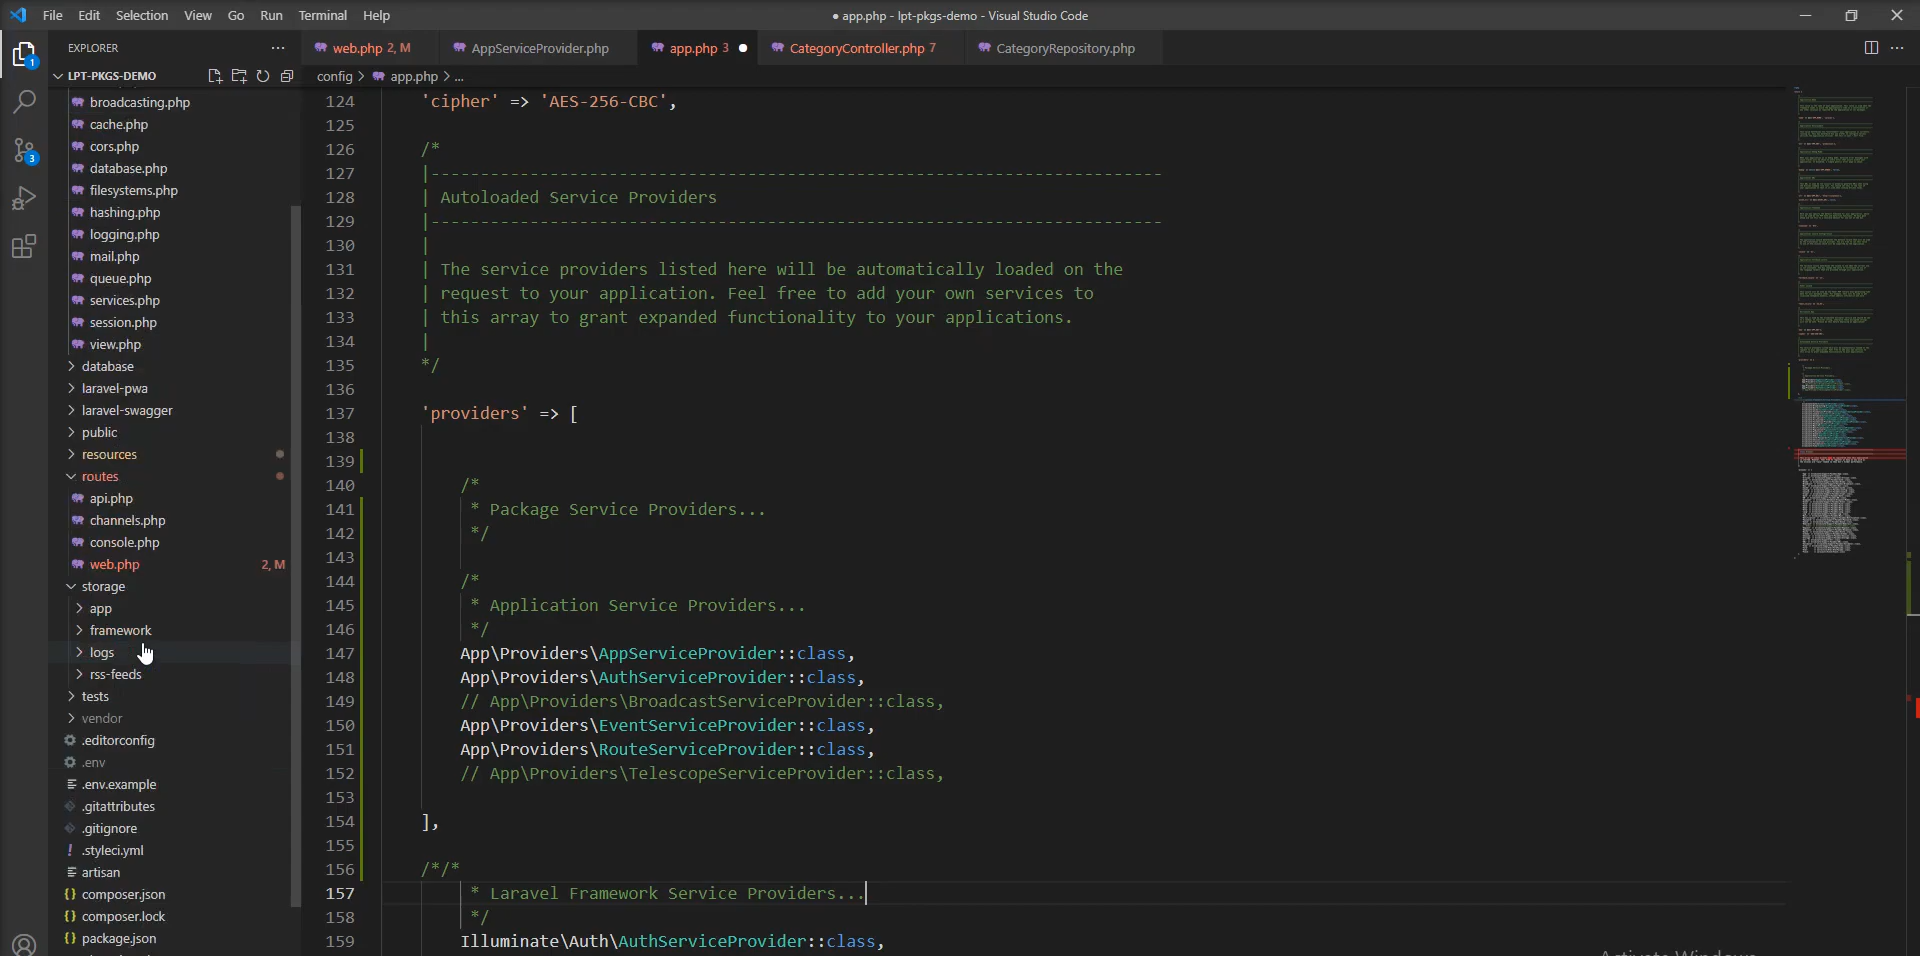 File Edit Selection View Go Run Terminal Help
● app.php - lpt-pkgs-demo - Visual Studio Code
EXPLORER
web.php 2, M
AppServiceProvider.php
app.php 3
CategoryController.php 7
CategoryRepository.php
LPT-PKGS-DEMO
config > app.php > ...
1
3
broadcasting.php
cache.php
cors.php
database.php
filesystems.php
hashing.php
logging.php
mail.php
queue.php
services.php
session.php
view.php
database
laravel-pwa
laravel-swagger
public
resources
routes
api.php
channels.php
console.php
web.php 2, M
storage
app
framework
logs
rss-feeds
tests
vendor
.editorconfig
.env
.env.example
.gitattributes
.gitignore
.styleci.yml
artisan
composer.json
composer.lock
package.json
124 'cipher' => 'AES-256-CBC',
125
126 /*
127 |--------------------------------------------------------------------------
128 | Autoloaded Service Providers
129 |--------------------------------------------------------------------------
130 |
131 | The service providers listed here will be automatically loaded on the
132 | request to your application. Feel free to add your own services to
133 | this array to grant expanded functionality to your applications.
134 |
135 */
136
137 'providers' => [
138
139
140 /*
141 * Package Service Providers...
142 */
143
144 /*
145 * Application Service Providers...
146 */
147 App\Providers\AppServiceProvider::class,
148 App\Providers\AuthServiceProvider::class,
149 // App\Providers\BroadcastServiceProvider::class,
150 App\Providers\EventServiceProvider::class,
151 App\Providers\RouteServiceProvider::class,
152 // App\Providers\TelescopeServiceProvider::class,
153
154 ],
155
156 /*/*
157 * Laravel Framework Service Providers...
158 */
159 Illuminate\Auth\AuthServiceProvider::class,
Activate Windows